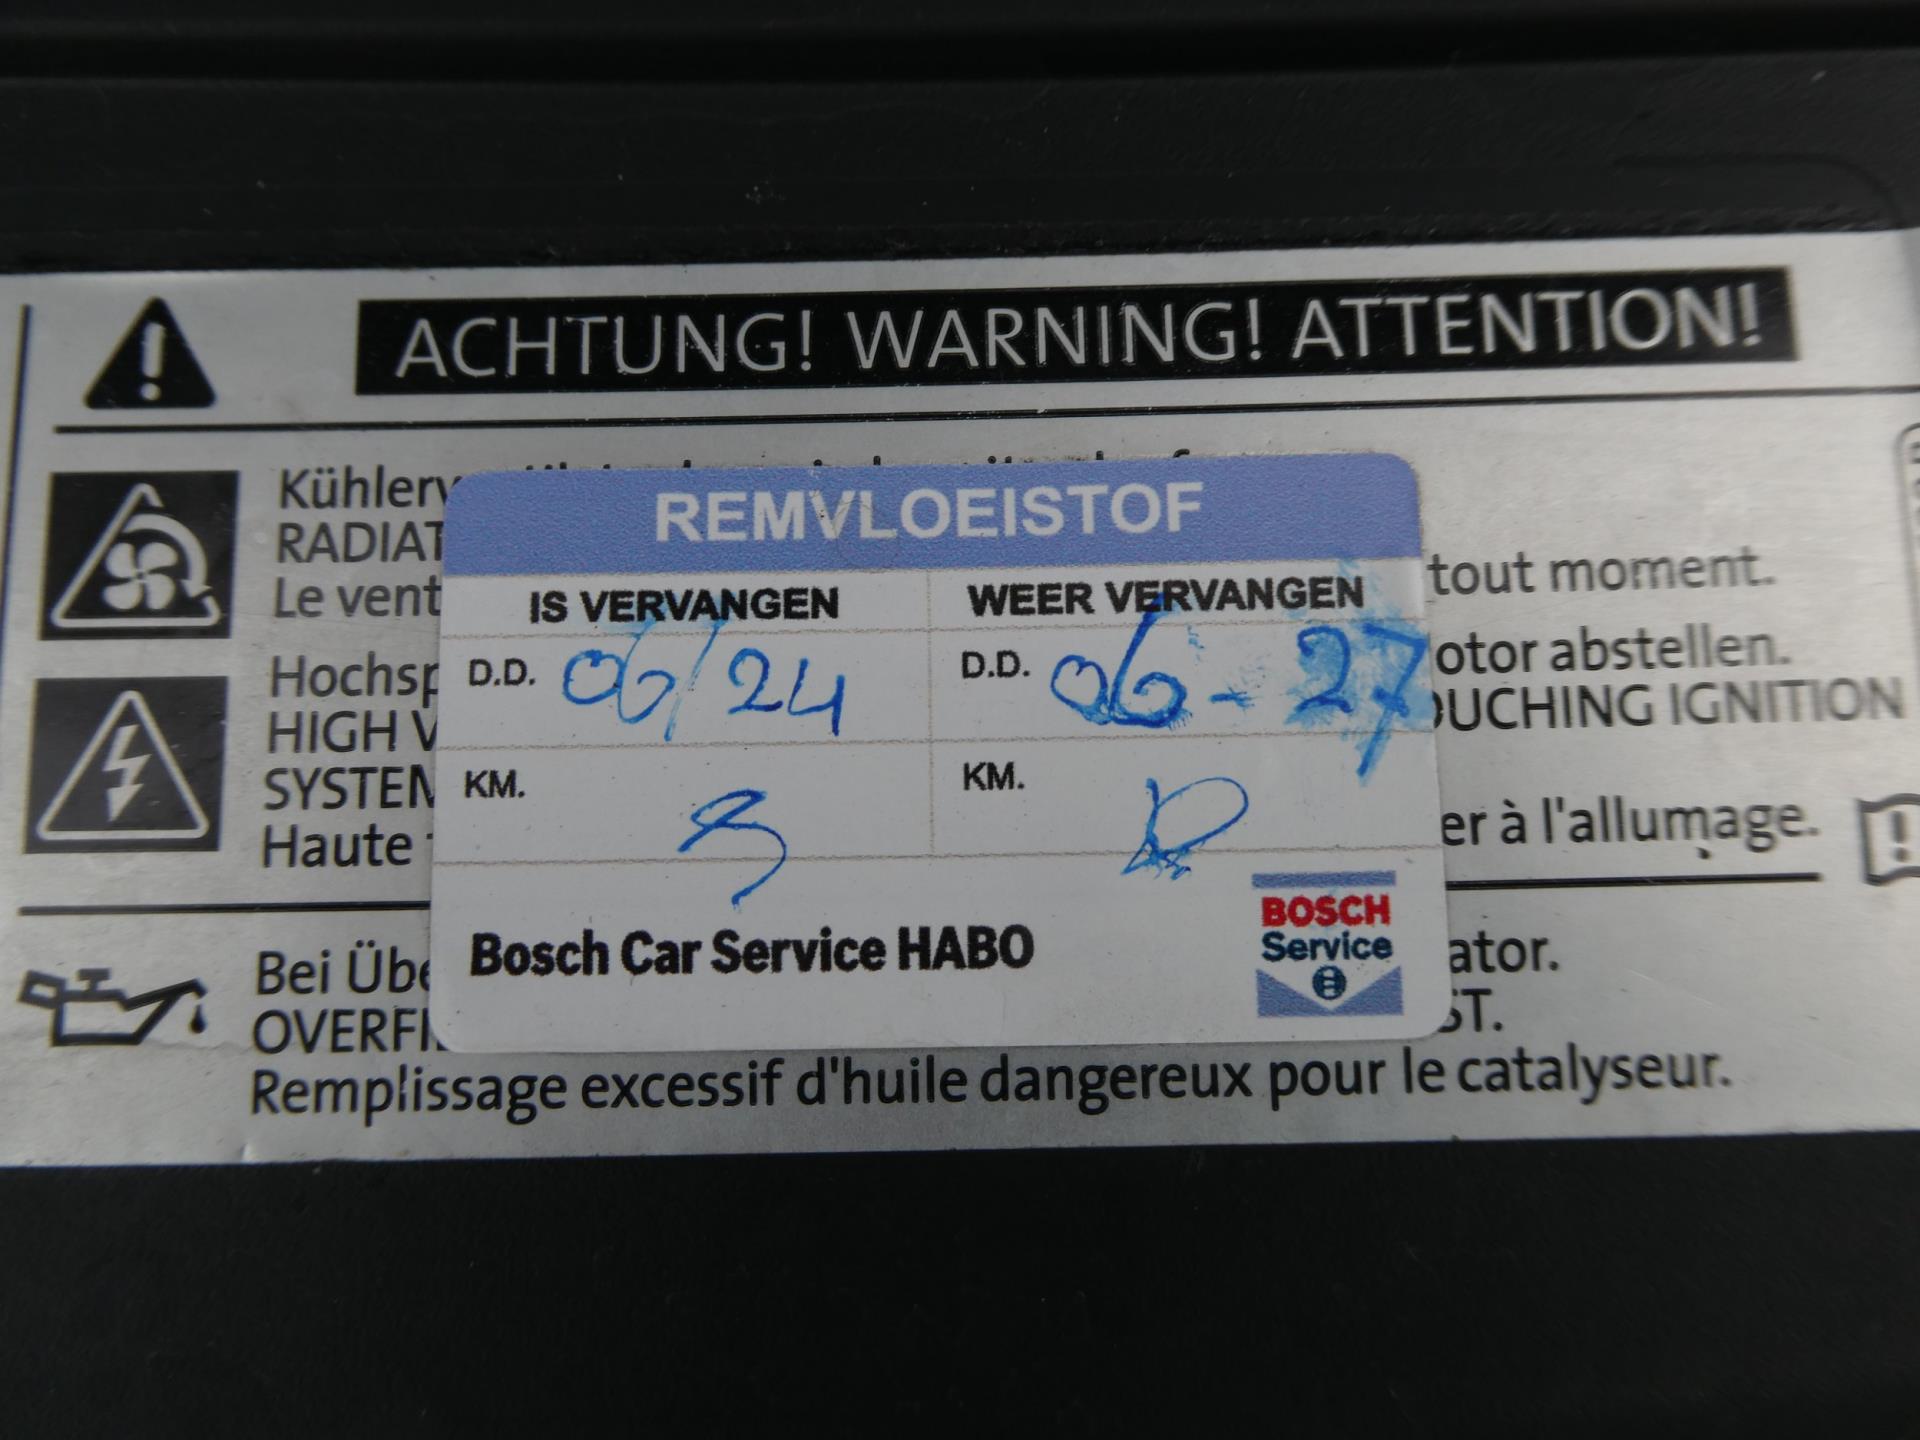 ACHTUNG! WARNING! ATTENTION!
REMVLOEISTOF
IS VERVANGEN WEER VERVANGEN
D.D. 06/24 D.D. 06-27
KM. KM.
Bosch Car Service HABO
BOSCH
Service
RADIAT
Le vent tout moment.
Hochsp otor abstellen.
HIGH V OUCHING IGNITION
SYSTEM
Haute er à l'allumage.
Bei Übe ator.
OVERFI ST.
Remplissage excessif d'huile dangereux pour le catalyseur.